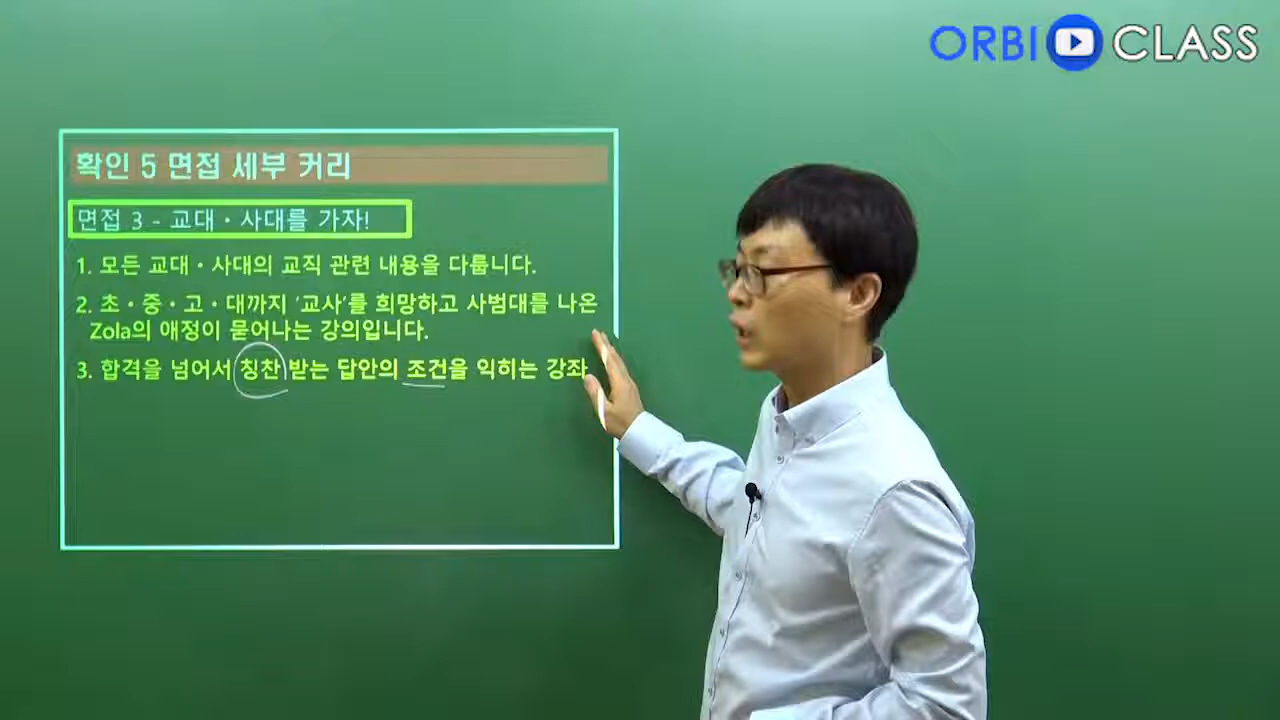 ORBI CLASS
확인 5 면접 세부 커리
면접 3 - 교대・사대를 가자!
1. 모든 교대・사대의 교직 관련 내용을 다룹니다.
2. 초・중・고・대까지 '교사'를 희망하고 사범대를 나온
Zola의 애정이 묻어나는 강의입니다.
3. 합격을 넘어서 칭찬 받는 답안의 조건을 익히는 강좌